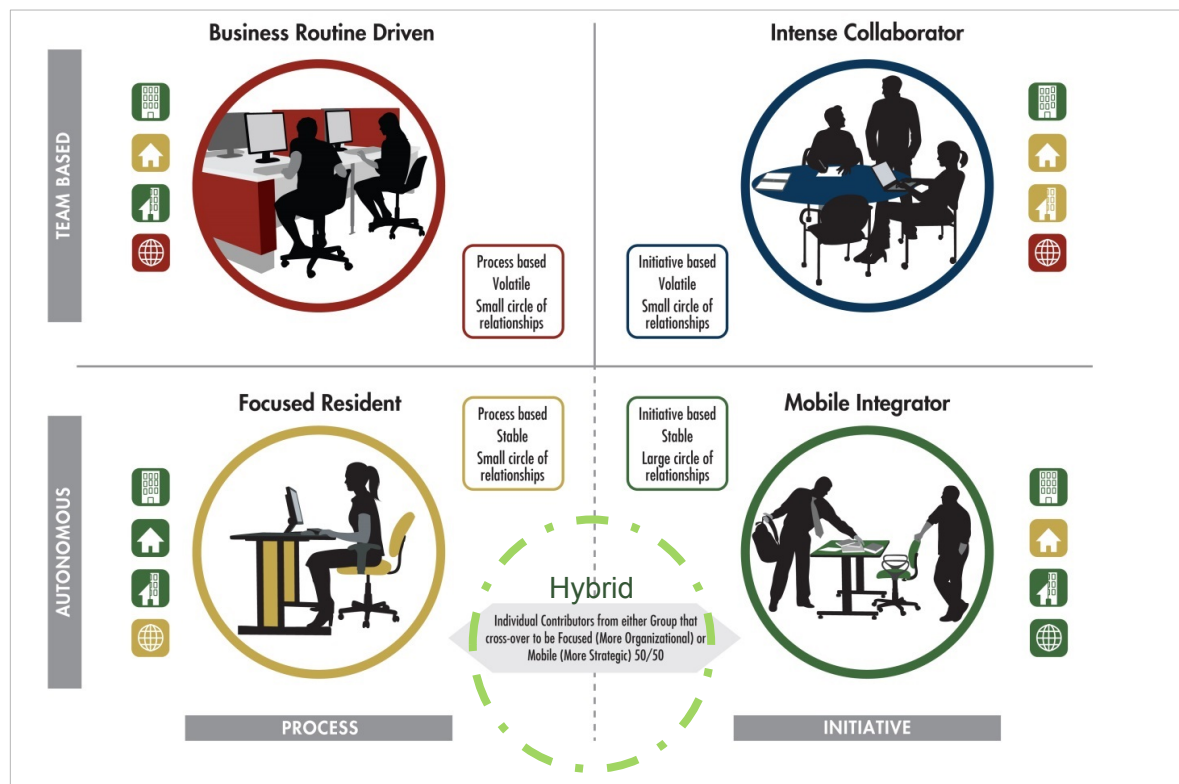 Business Routine Driven
Intense Collaborator
TEAM BASED
Process based
Volatile
Small circle of
relationships
Initiative based
Volatile
Small circle of
relationships
Focused Resident
Mobile Integrator
AUTONOMOUS
Process based
Stable
Small circle of
relationships
Initiative based
Stable
Large circle of
relationships
Hybrid
Individual Contributors from either Group that
cross-over to be Focused (More Organizational) or
Mobile (More Strategic) 50/50
PROCESS
INITIATIVE